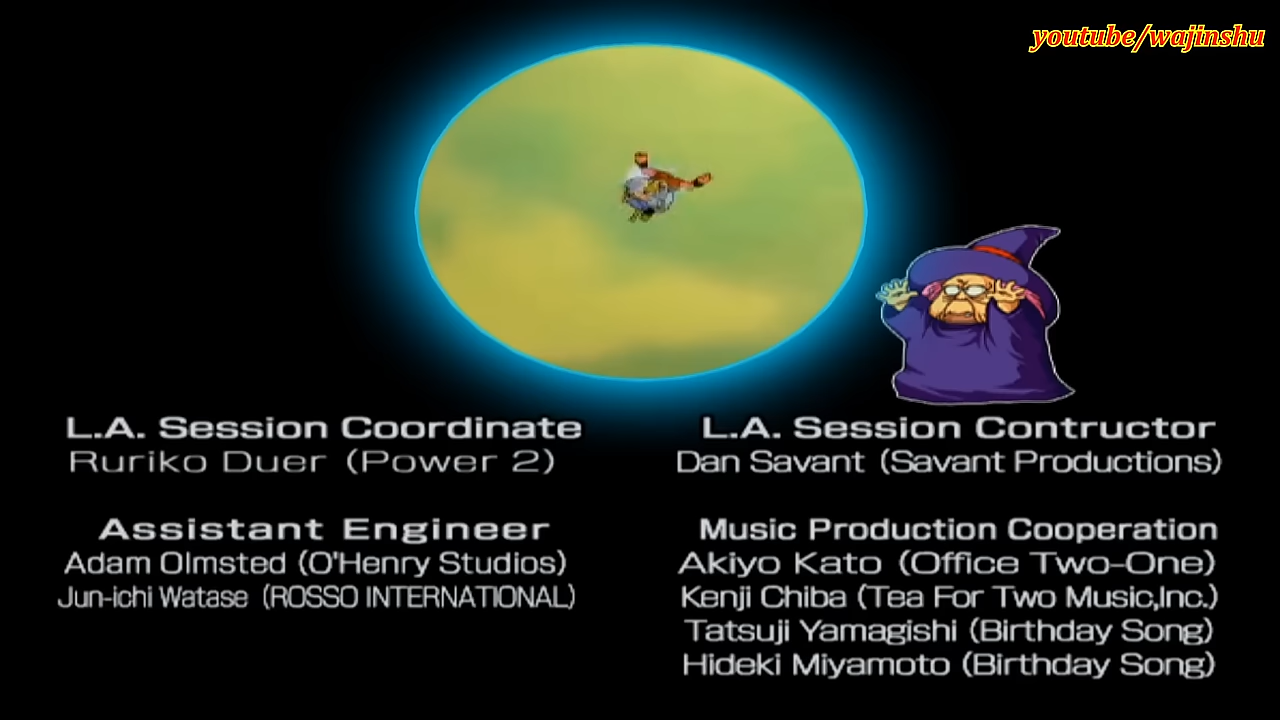 youtube/wajinshu
L.A. Session Coordinate
Ruriko Duer (Power 2)
Assistant Engineer
Adam Olmsted (O'Henry Studios)
Jun-ichi Watase (ROSSO INTERNATIONAL)
L.A. Session Contructor
Dan Savant (Savant Productions)
Music Production Cooperation
Akiyo Kato (Office Two-One)
Kenji Chiba (Tea For Two Music,Inc.)
Tatsuji Yamagishi (Birthday Song)
Hideki Miyamoto (Birthday Song)